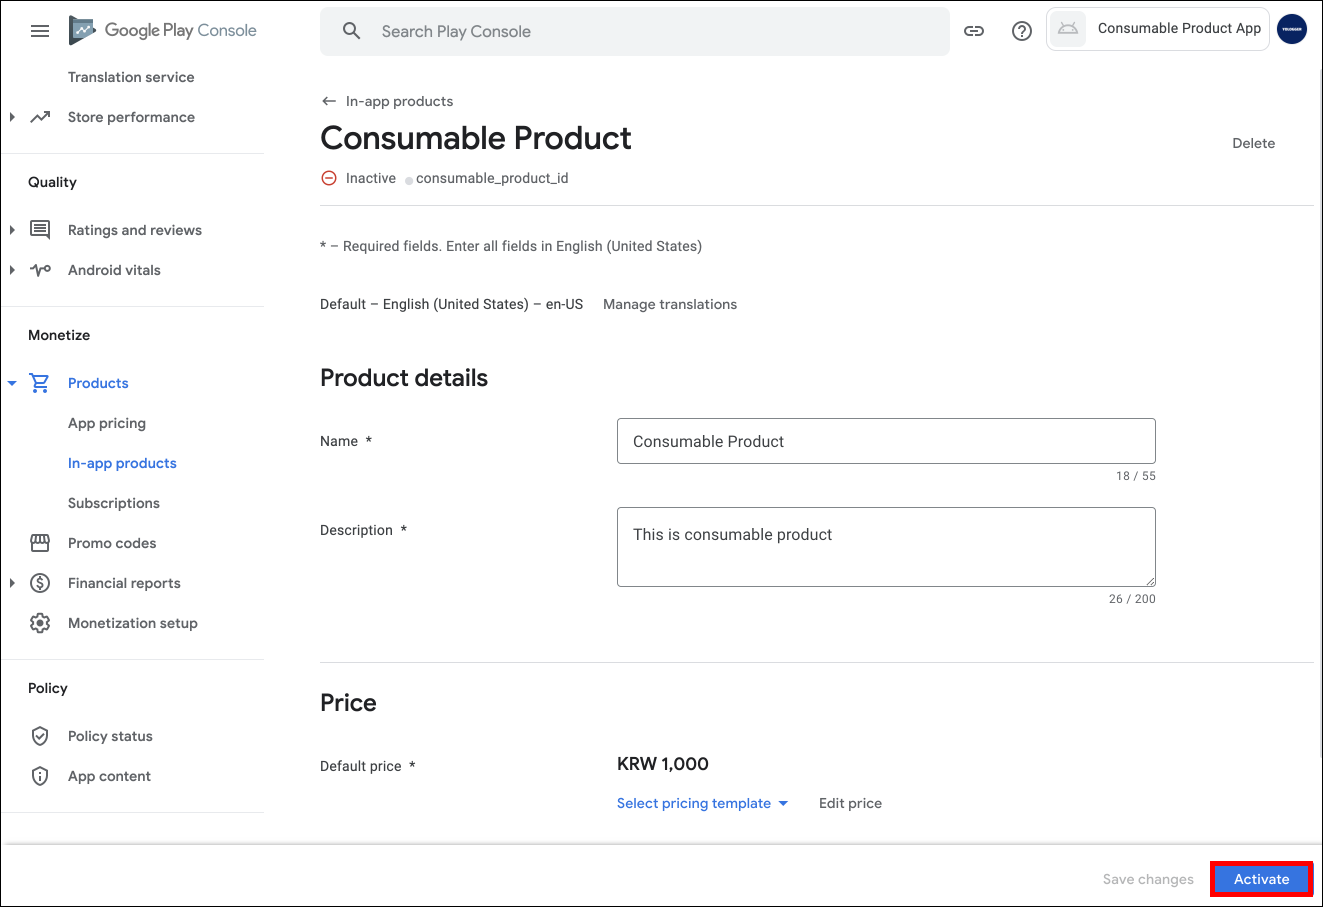 Google Play Console
Search Play Console
Consumable Product App
Translation service
Store performance
Quality
Ratings and reviews
Android vitals
Monetize
Products
App pricing
In-app products
Subscriptions
Promo codes
Financial reports
Monetization setup
Policy
Policy status
App content
In-app products
Consumable Product
Delete
Inactive consumable_product_id
* – Required fields. Enter all fields in English (United States)
Default – English (United States) – en-US Manage translations
Product details
Name *
Consumable Product
18 / 55
Description *
This is consumable product
26 / 200
Price
Default price *
KRW 1,000
Select pricing template Edit price
Save changes Activate